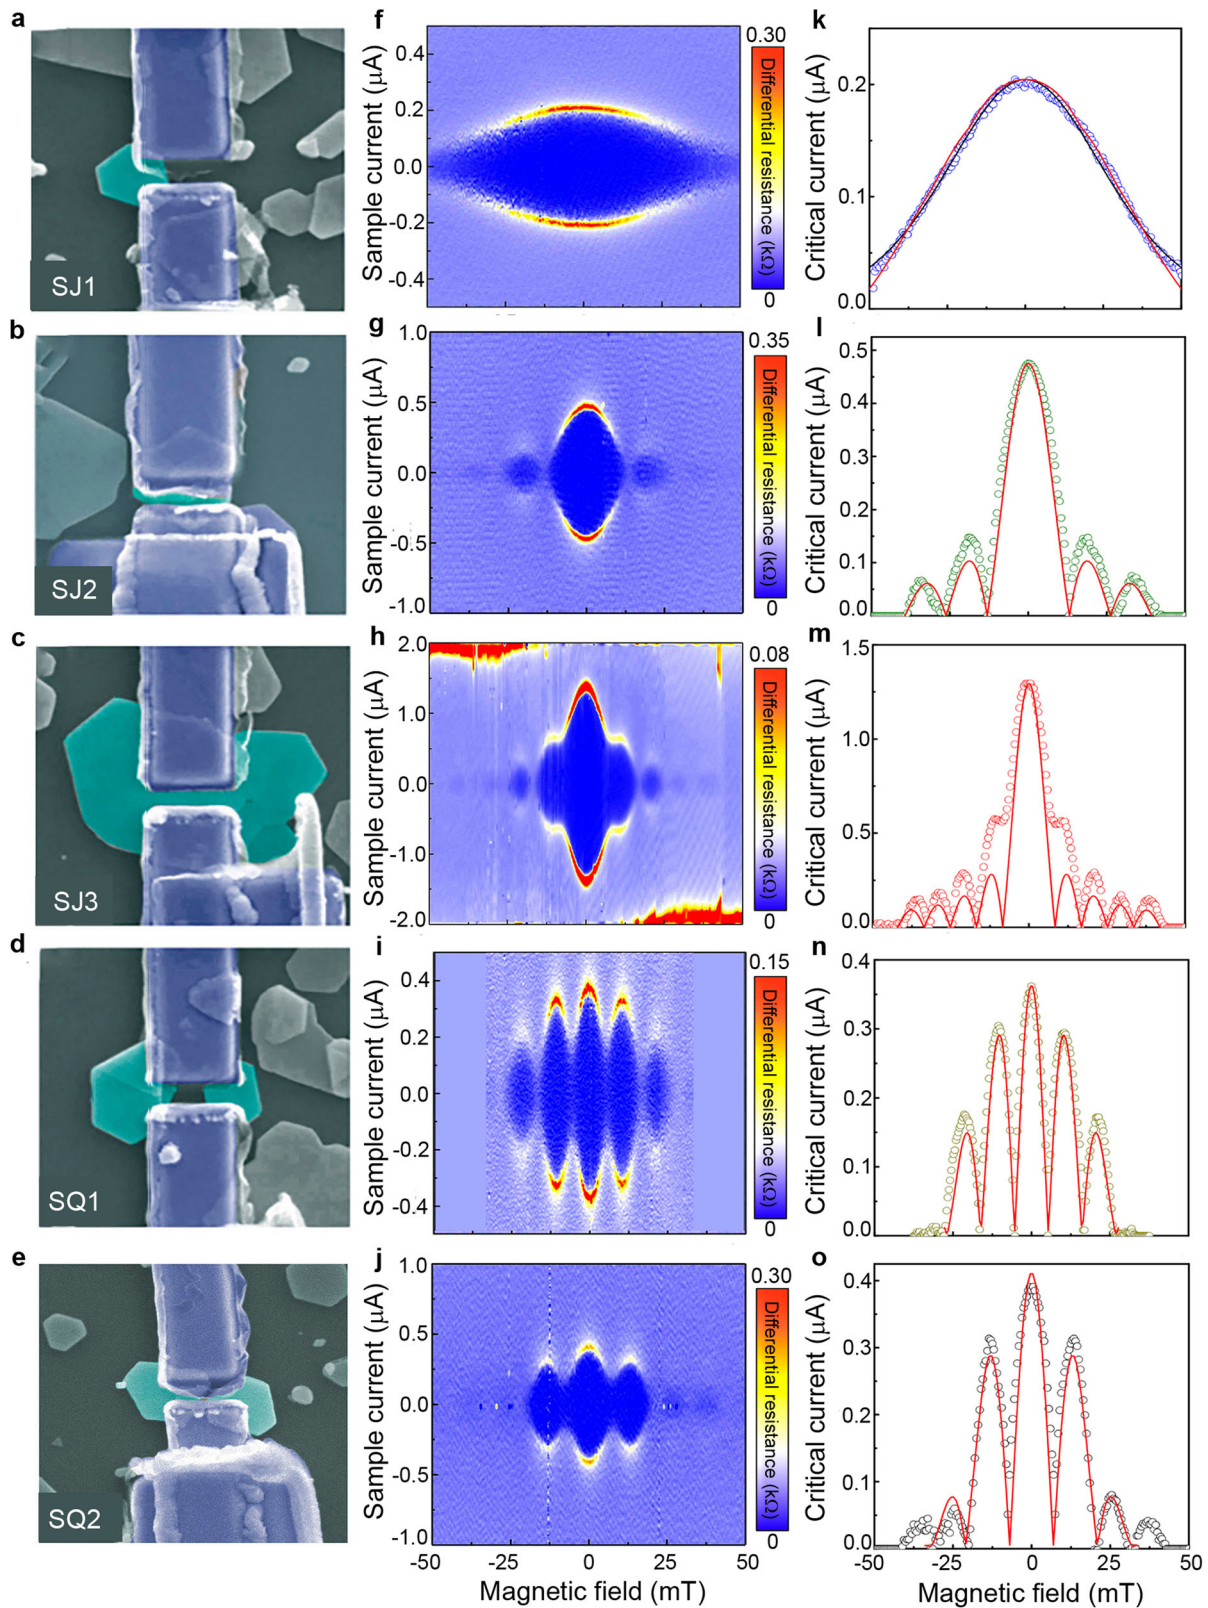 a
SJ1
f
Sample current (µA)
0.4
0.2
0.0
-0.2
-0.4
0.30
Differential resistance (kΩ)
0
k
Critical current (µA)
0.2
0.1
0.0
b
SJ2
g
Sample current (µA)
1.0
0.5
0.0
-0.5
-1.0
0.35
Differential resistance (kΩ)
0
l
Critical current (µA)
0.5
0.4
0.3
0.2
0.1
0.0
c
SJ3
h
Sample current (µA)
2.0
1.0
0.0
-1.0
-2.0
0.08
Differential resistance (kΩ)
0
m
Critical current (µA)
1.5
1.0
0.5
0.0
d
SQ1
i
Sample current (µA)
0.4
0.2
0.0
-0.2
-0.4
0.15
Differential resistance (kΩ)
0
n
Critical current (µA)
0.4
0.3
0.2
0.1
0.0
e
SQ2
j
Sample current (µA)
1.0
0.5
0.0
-0.5
-1.0
0.30
Differential resistance (kΩ)
0
-50 -25 0 25 50
Magnetic field (mT)
o
Critical current (µA)
0.4
0.3
0.2
0.1
0.0
-50 -25 0 25 50
Magnetic field (mT)